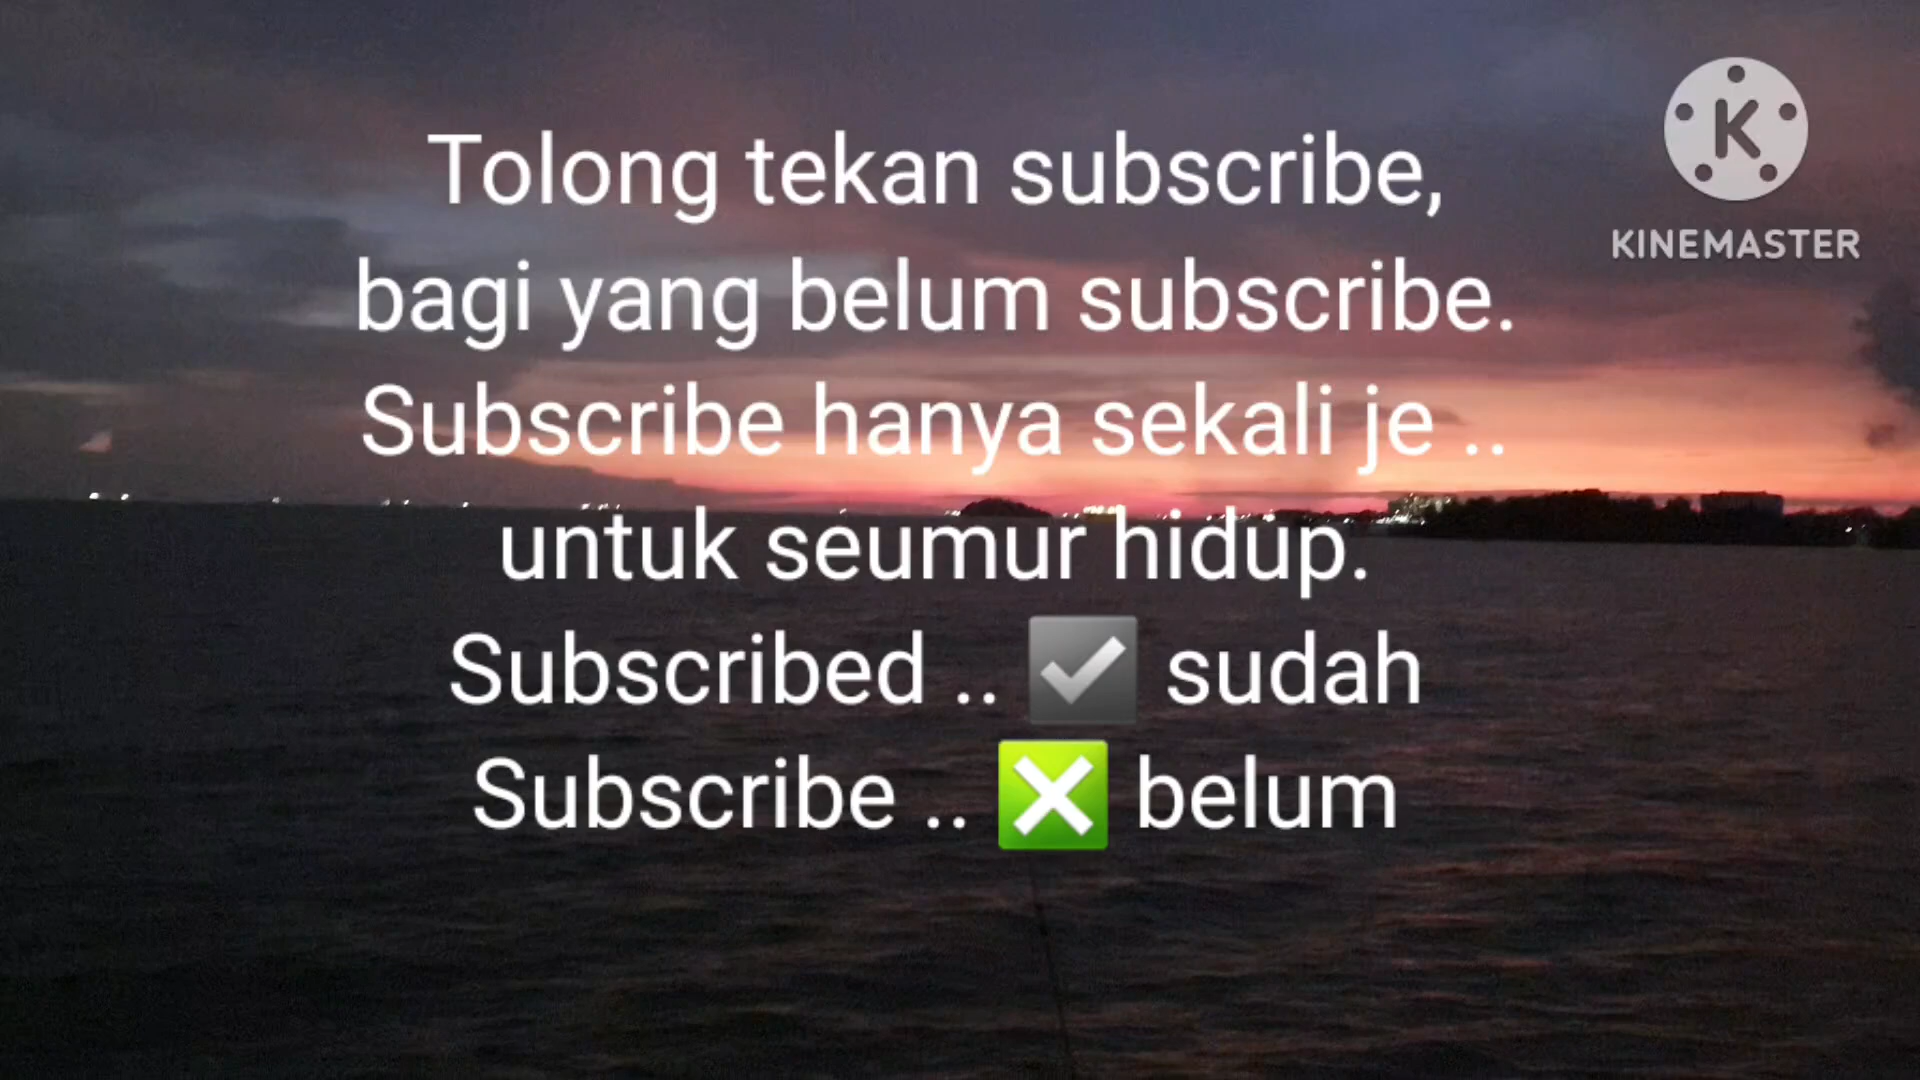 Tolong tekan subscribe,
bagi yang belum subscribe.
Subscribe hanya sekali je ..
untuk seumur hidup.
Subscribed .. ✅ sudah
Subscribe .. ❎ belum
K
KINEMASTER